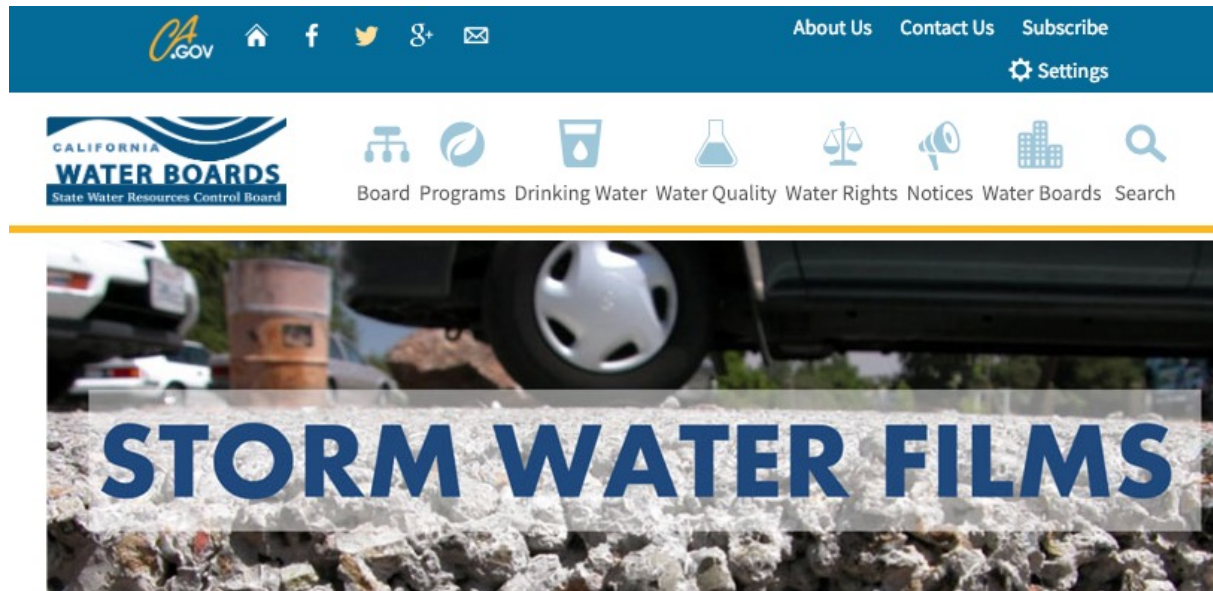 CA.GOV
About Us Contact Us Subscribe
Settings
CALIFORNIA
WATER BOARDS
State Water Resources Control Board
Board Programs Drinking Water Water Quality Water Rights Notices Water Boards Search
STORM WATER FILMS